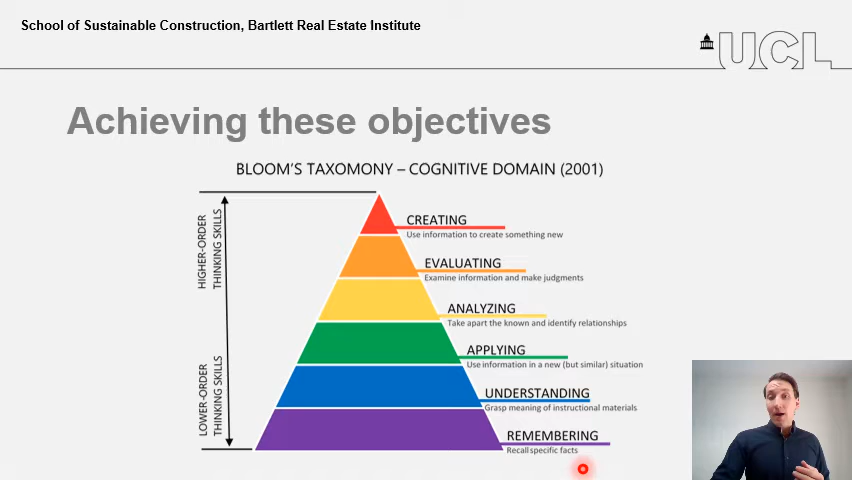 School of Sustainable Construction, Bartlett Real Estate Institute
UCL
Achieving these objectives
BLOOM'S TAXOMONY – COGNITIVE DOMAIN (2001)
HIGHER-ORDER
THINKING SKILLS
LOWER-ORDER
THINKING SKILLS
CREATING
Use information to create something new
EVALUATING
Examine information and make judgments
ANALYZING
Take apart the known and identify relationships
APPLYING
Use information in a new (but similar) situation
UNDERSTANDING
Grasp meaning of instructional materials
REMEMBERING
Recall specific facts